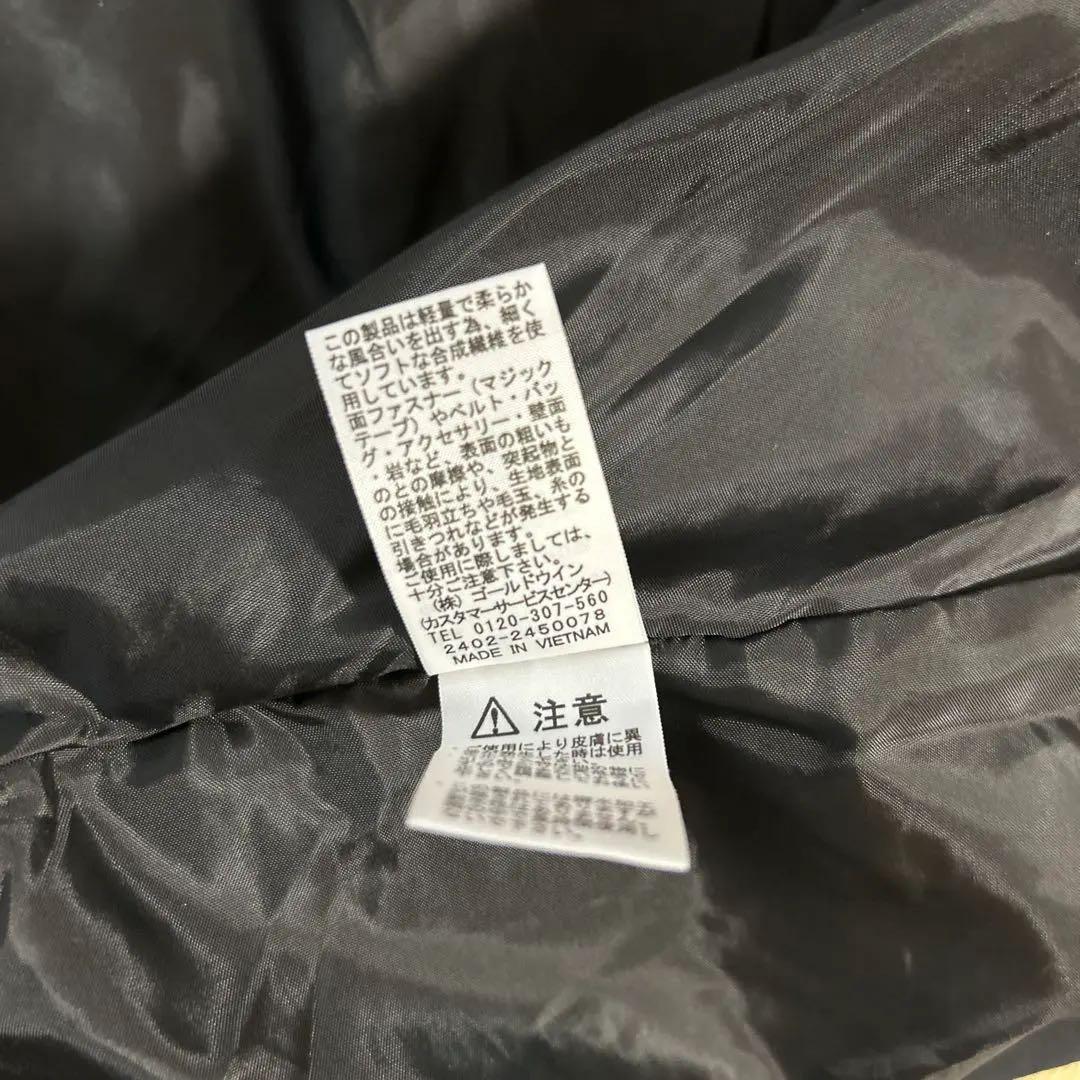 この製品は軽量で柔らか
な風合いを出す為、細く
てソフトな合成繊維を使
用しています。
面ファスナー（マジック
テープ）やベルト・バッ
グ・アクセサリー・壁面
・岩など、表面の粗いも
のとの摩擦や、突起物と
の接触により、生地表面
に毛羽立ちや毛玉、糸の
引きつれなどが発生する
場合があります。
ご使用に際しましては、
十分ご注意下さい。
（株）ゴールドウイン
（カスタマーサービスセンター）
TEL 0120-307-560
2402-2450078
MADE IN VIETNAM
注意
ご使用により皮膚に異
した時は使用